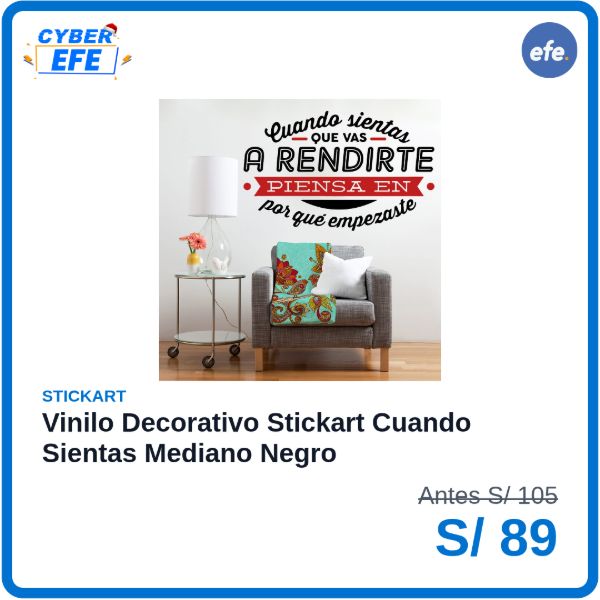 CYBER
EFE
efe.
Cuando sientas
QUE VAS
A RENDIRTE
PIENSA EN
por qué empezaste
STICKART
Vinilo Decorativo Stickart Cuando
Sientas Mediano Negro
Antes S/ 105
S/ 89